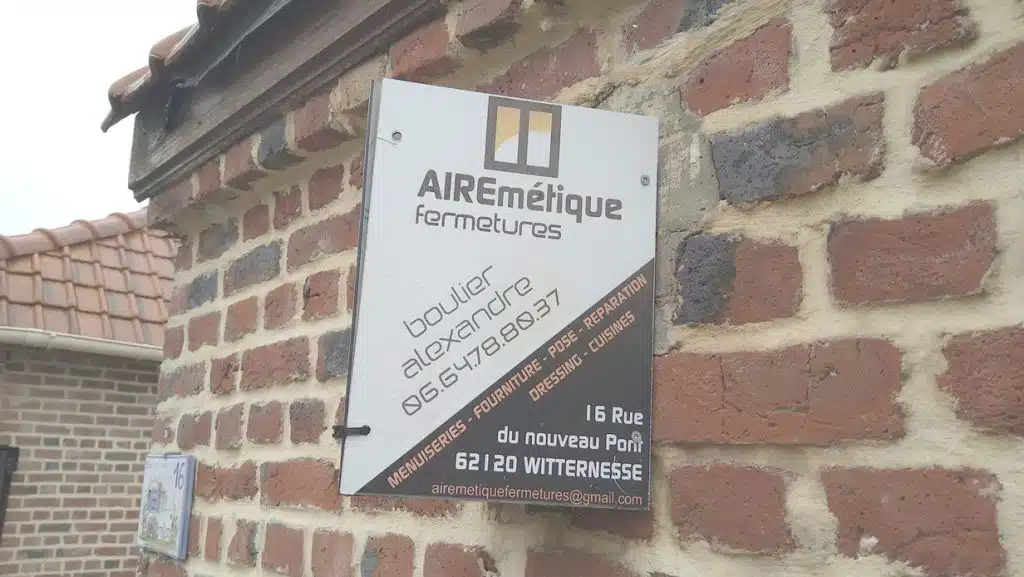 AIREmétique
fermetures
boulier
alexandre
06.64.78.80.37
MENUISERIES - FOURNITURE - POSE - REPARATION
DRESSING - CUISINES
16 Rue
du nouveau Pont
62120 WITTERNESSE
airemetiquefermetures@gmail.com
16